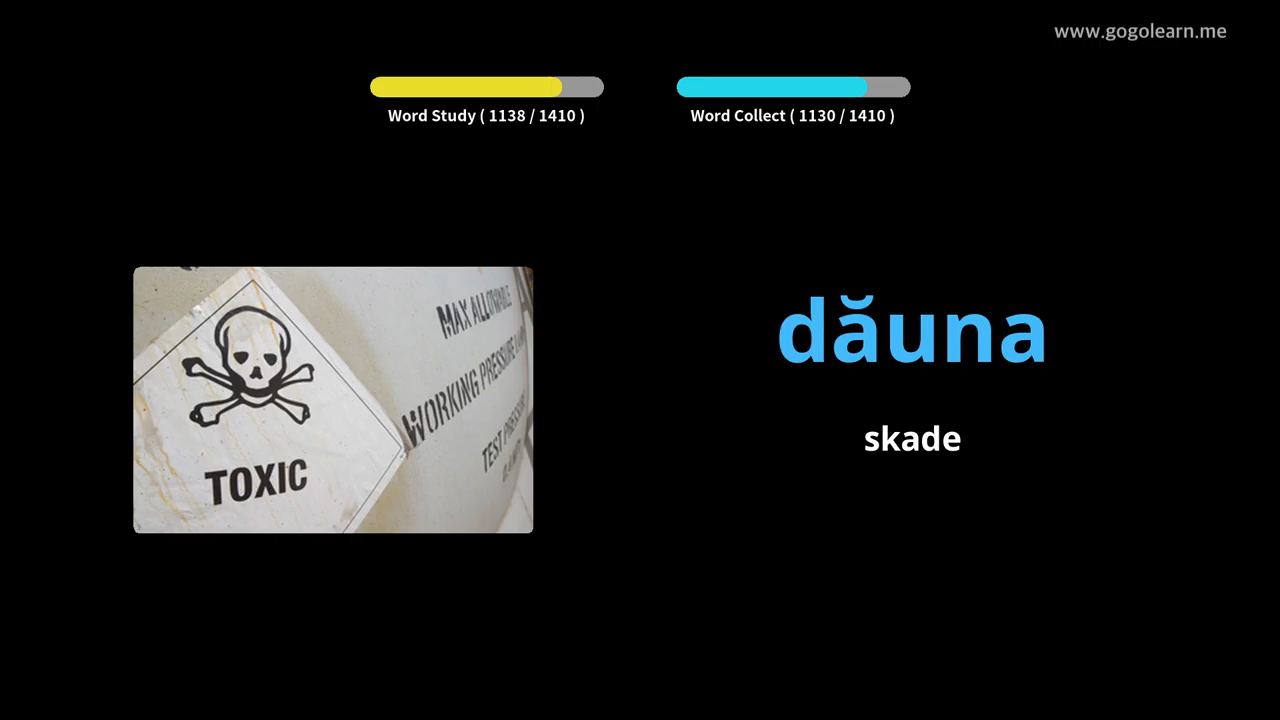 www.gogolearn.me
Word Study ( 1138 / 1410 )
Word Collect ( 1130 / 1410 )
MAX ALLOWABLE
WORKING PRESSURE
TEST PRESSURE
TOXIC
dăuna
skade